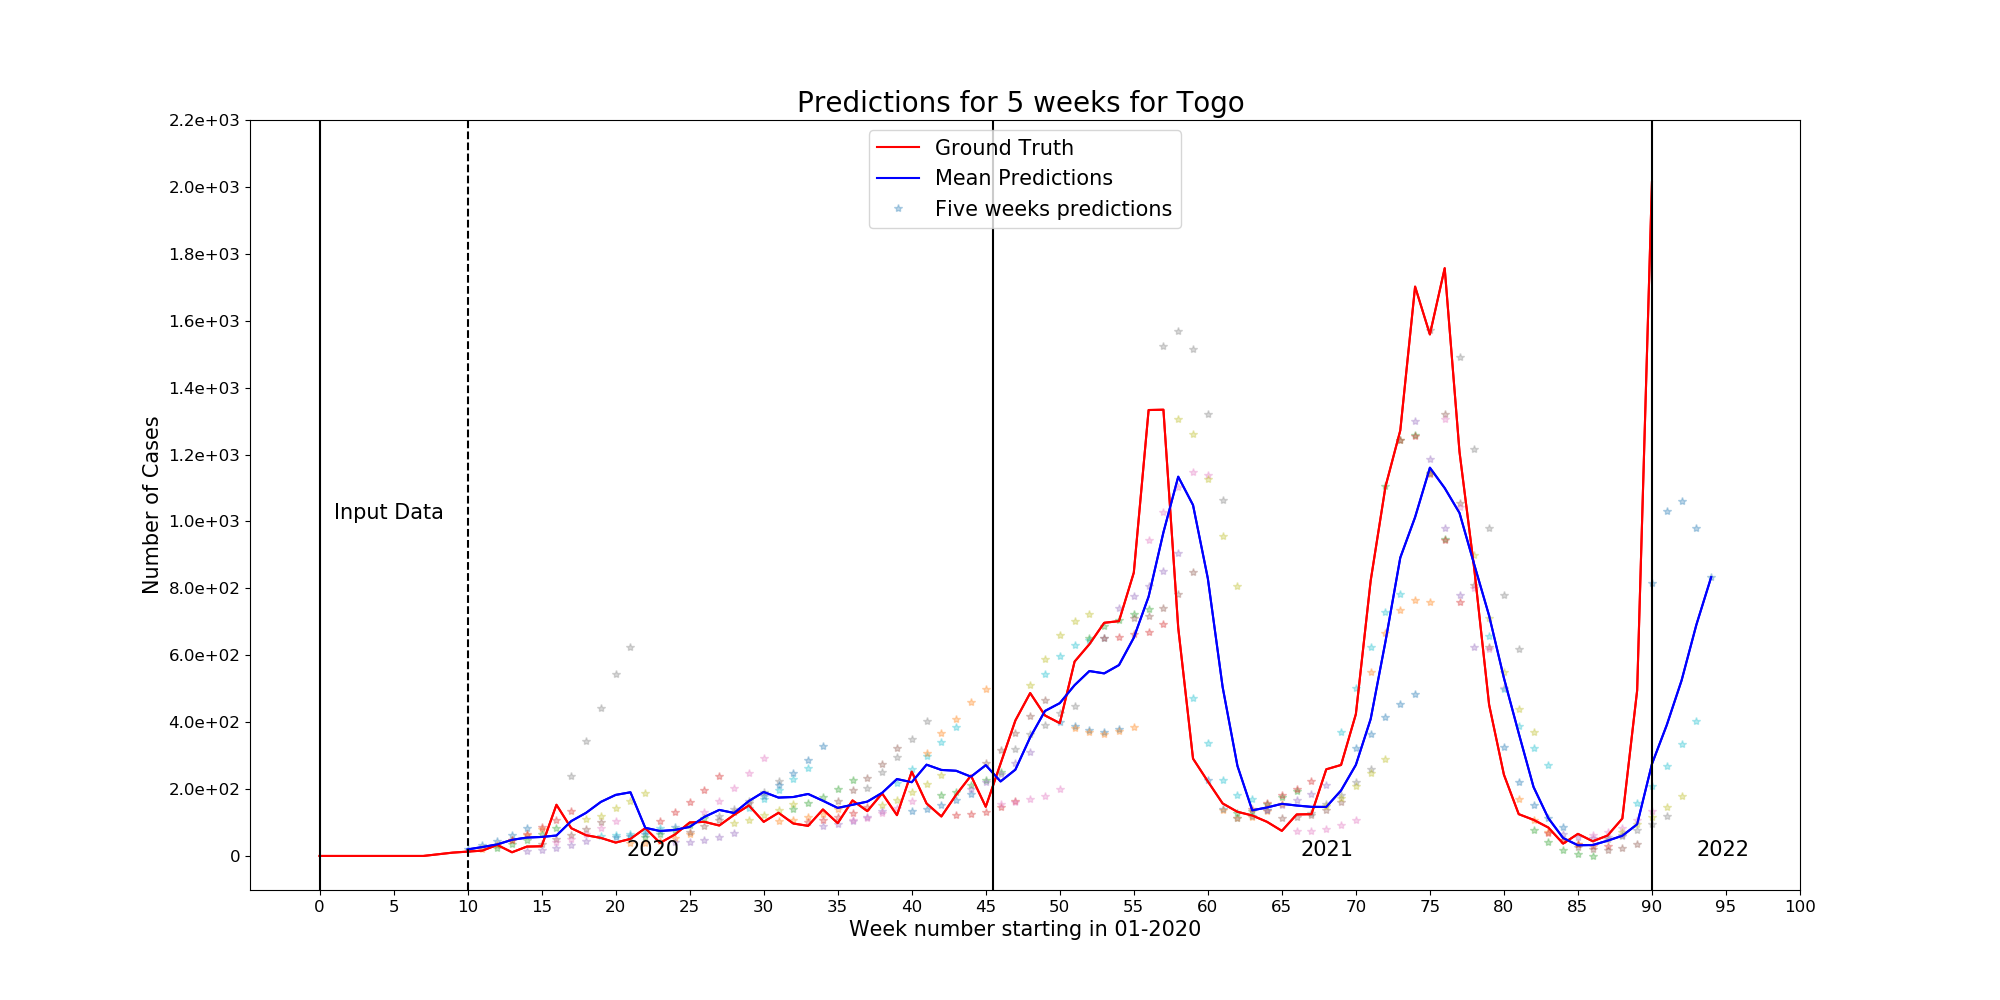 Predictions for 5 weeks for Togo
2.2e+03
2.0e+03
1.8e+03
1.6e+03
1.4e+03
1.2e+03
1.0e+03
8.0e+02
6.0e+02
4.0e+02
2.0e+02
0
Number of Cases
Ground Truth
Mean Predictions
Five weeks predictions
Input Data
2020
2021
2022
0 5 10 15 20 25 30 35 40 45 50 55 60 65 70 75 80 85 90 95 100
Week number starting in 01-2020